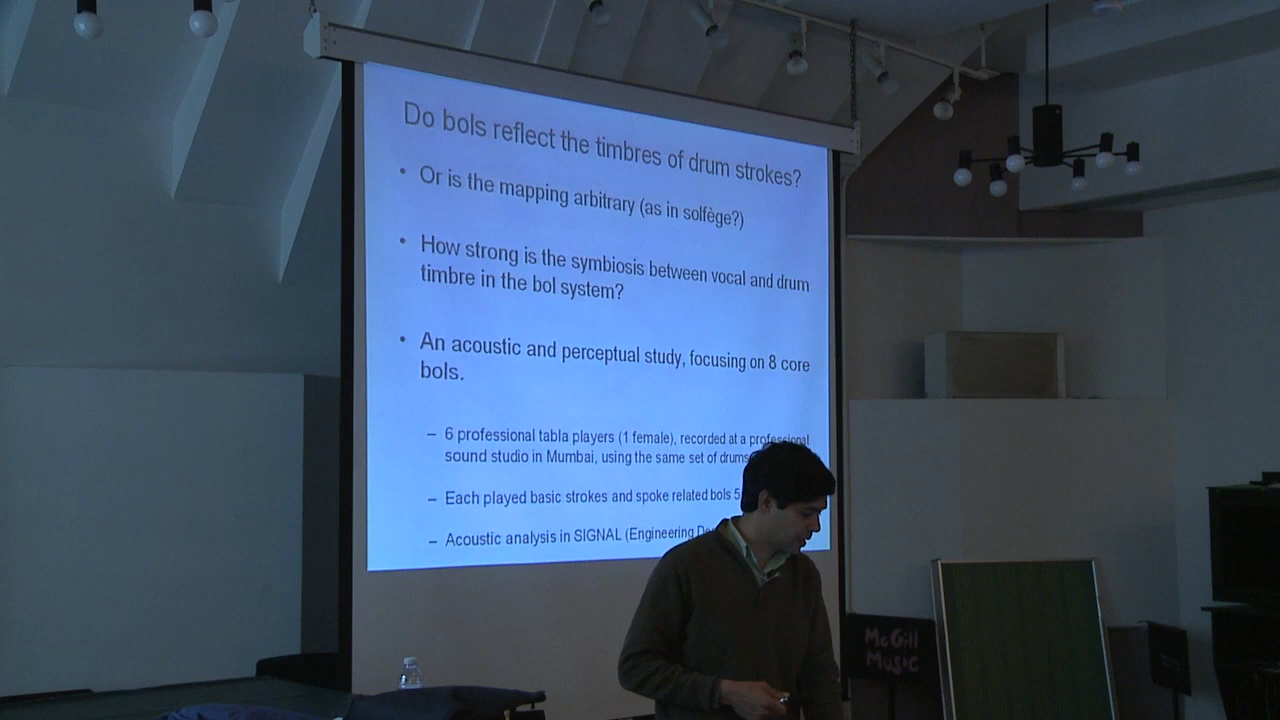 Do bols reflect the timbres of drum strokes?
• Or is the mapping arbitrary (as in solfège?)
• How strong is the symbiosis between vocal and drum
timbre in the bol system?
• An acoustic and perceptual study, focusing on 8 core
bols.
– 6 professional tabla players (1 female), recorded at a professional
sound studio in Mumbai, using the same set of drums
– Each played basic strokes and spoke related bols 5
– Acoustic analysis in SIGNAL (Engineering
McGill
Music